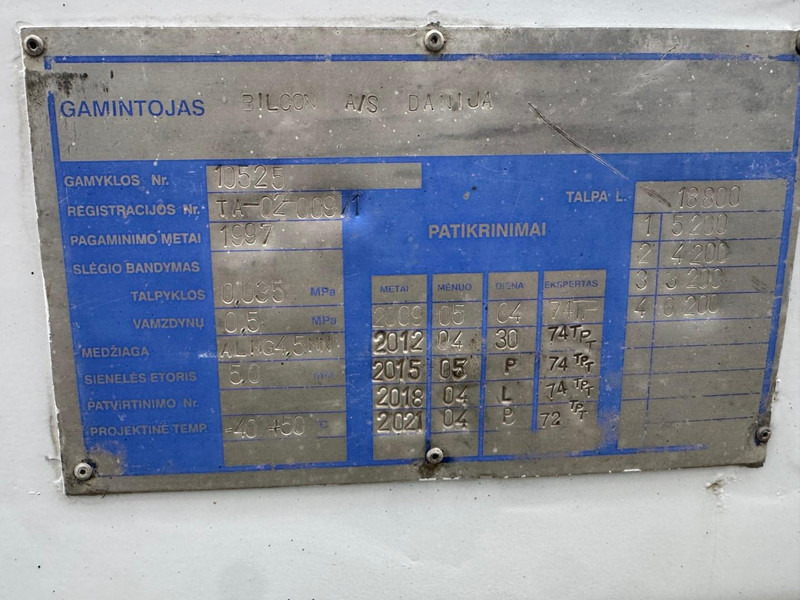 GAMINTOJAS BILCON A/S DANIJA
GAMYKLOS Nr. 10525
REGISTRACIJOS Nr. TA-02-009/1
PAGAMINIMO METAI 1997
SLĖGIO BANDYMAS
TALPYKLOS 0,035 MPa
VAMZDYNŲ 0,5 MPa
MEDŽIAGA ALMG4,5MN
SIENELĖS STORIS 5,0
PATVIRTINIMO Nr.
PROJEKTINĖ TEMP. -40 +50 C
PATIKRINIMAI
METAI MĖNUO DIENA EKSPERTAS
2009 05 04
2012 04 30 74 TPT
2015 05 P 74 TPT
2018 04 L 74 TPT
2021 04 P 72 TPT
TALPA L. 18800
1 5200
2 4200
3 200
4 6200